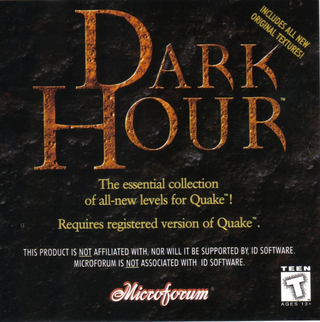 INCLUDES ALL NEW
ORIGINAL TEXTURES!
DARK
HOUR™
The essential collection
of all-new levels for Quake™!
Requires registered version of Quake™.
THIS PRODUCT IS NOT AFFILIATED WITH, NOR WILL IT BE SUPPORTED BY, ID SOFTWARE.
MICROFORUM IS NOT ASSOCIATED WITH ID SOFTWARE.
Microforum®
TEEN
T
AGES 13+